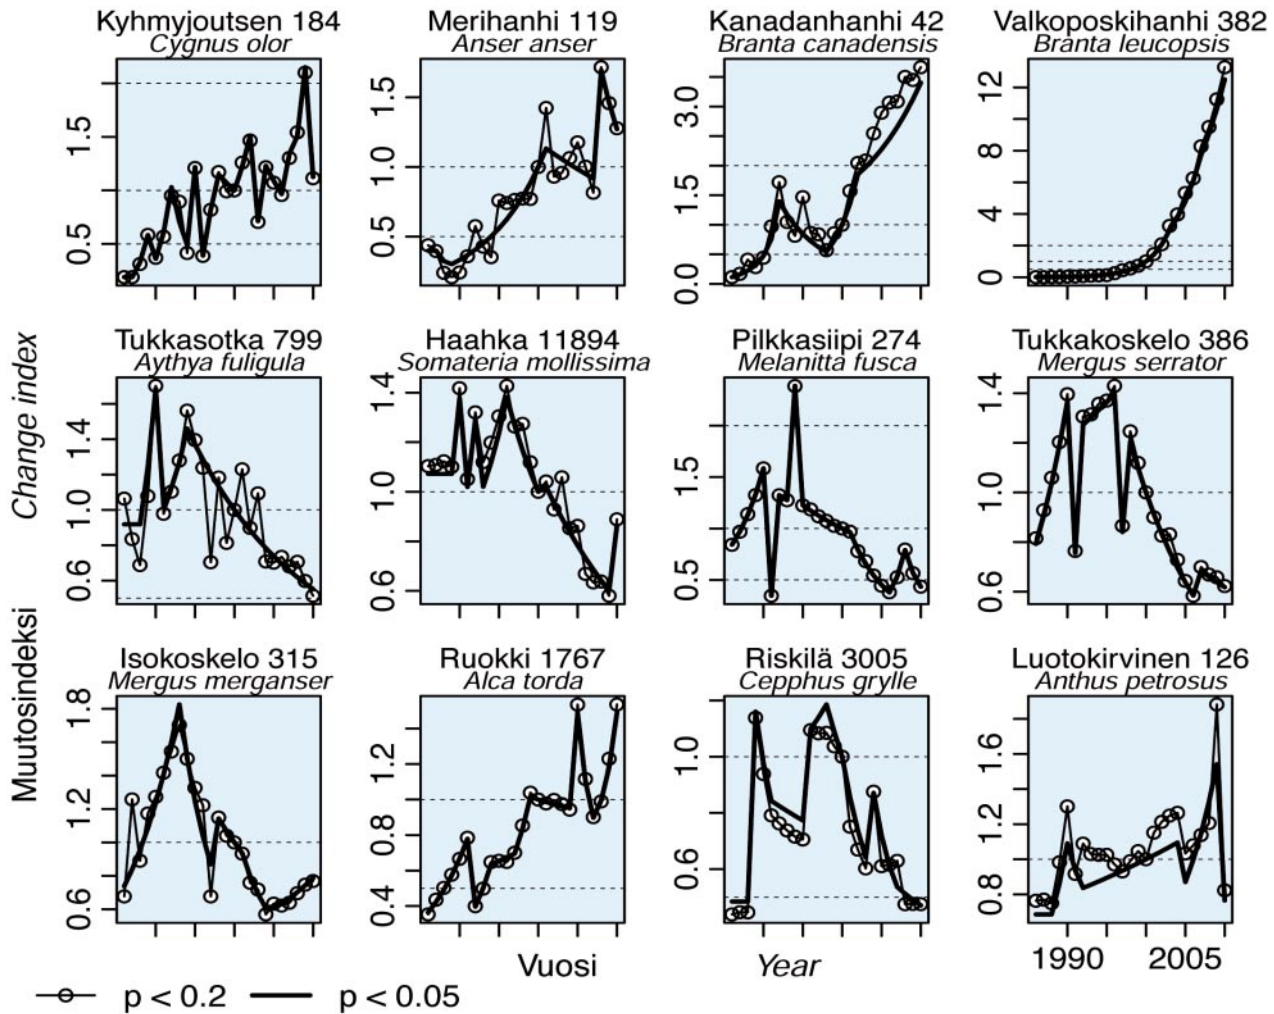 Kyhmyjoutsen 184
Cygnus olor
Merihanhi 119
Anser anser
Kanadanhanhi 42
Branta canadensis
Valkoposkihanhi 382
Branta leucopsis
0.5 1.5
0.5 1.0 1.5
0.0 1.5 3.0
0 4 8 12
Tukkasotka 799
Aythya fuligula
Haahka 11894
Somateria mollissima
Pilkkasiipi 274
Melanitta fusca
Tukkakoskelo 386
Mergus serrator
0.6 1.0 1.4
0.6 1.0 1.4
0.5 1.5
0.6 1.0 1.4
Isokoskelo 315
Mergus merganser
Ruokki 1767
Alca torda
Riskilä 3005
Cepphus grylle
Luotokirvinen 126
Anthus petrosus
0.6 1.2 1.8
0.4 0.8 1.2
0.6 1.0
0.8 1.2 1.6
Muutosindeksi Change index
1990 2005
Vuosi Year
p < 0.2 p < 0.05